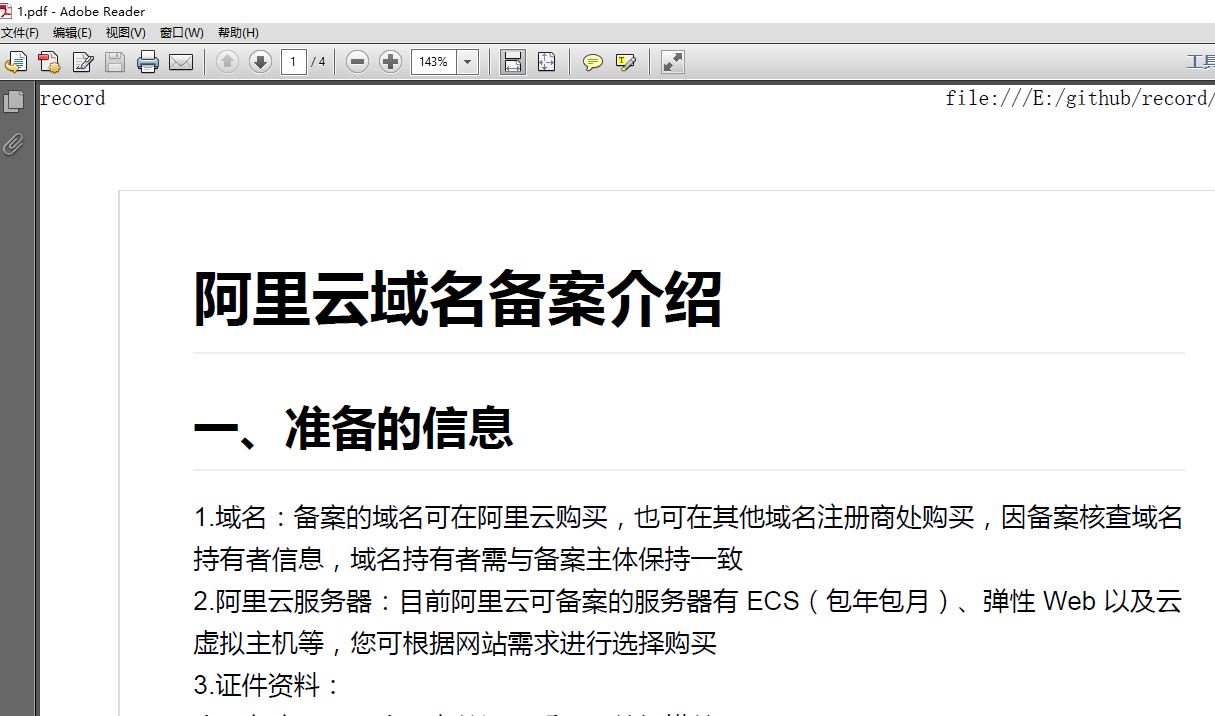 1.pdf - Adobe Reader
文件(F) 编辑(E) 视图(V) 窗口(W) 帮助(H)
1 / 4 143% 工具
record file:///E:/github/record/
阿里云域名备案介绍
一、准备的信息
1.域名：备案的域名可在阿里云购买，也可在其他域名注册商处购买，因备案核查域名
持有者信息，域名持有者需与备案主体保持一致
2.阿里云服务器：目前阿里云可备案的服务器有 ECS（包年包月）、弹性 Web 以及云
虚拟主机等，您可根据网站需求进行选择购买
3.证件资料：